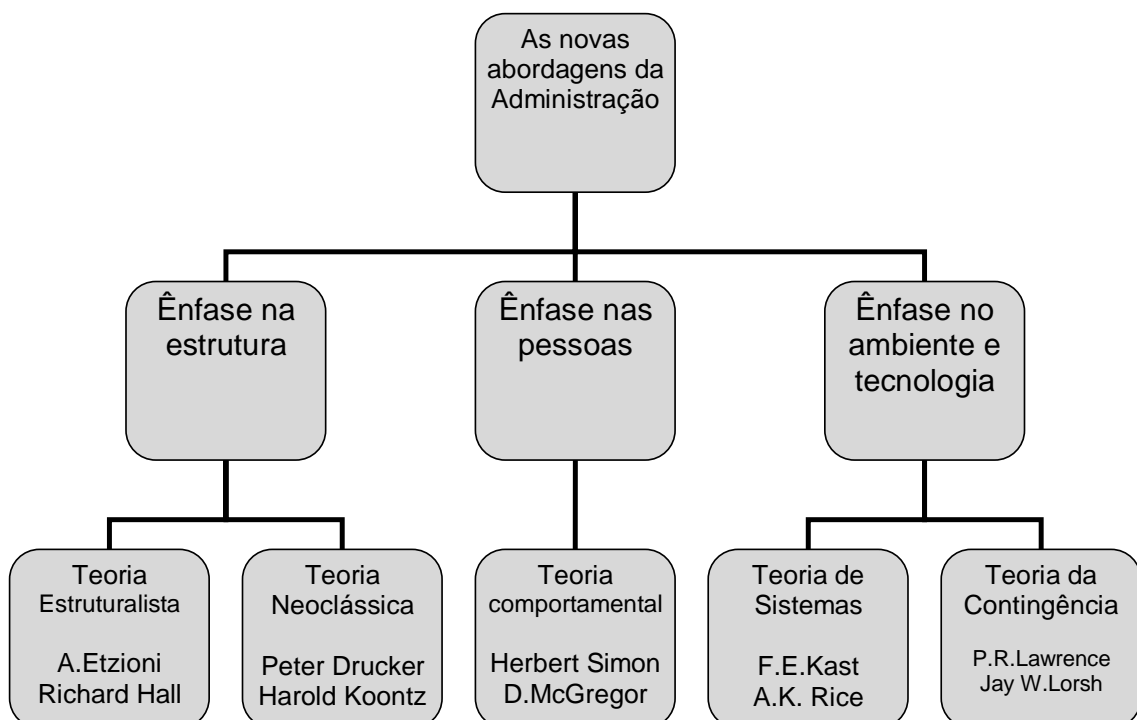 As novas
abordagens da
Administração
Ênfase na
estrutura
Ênfase nas
pessoas
Ênfase no
ambiente e
tecnologia
Teoria
Estruturalista
A.Etzioni
Richard Hall
Teoria
Neoclássica
Peter Drucker
Harold Koontz
Teoria
comportamental
Herbert Simon
D.McGregor
Teoria de
Sistemas
F.E.Kast
A.K. Rice
Teoria da
Contingência
P.R.Lawrence
Jay W.Lorsh